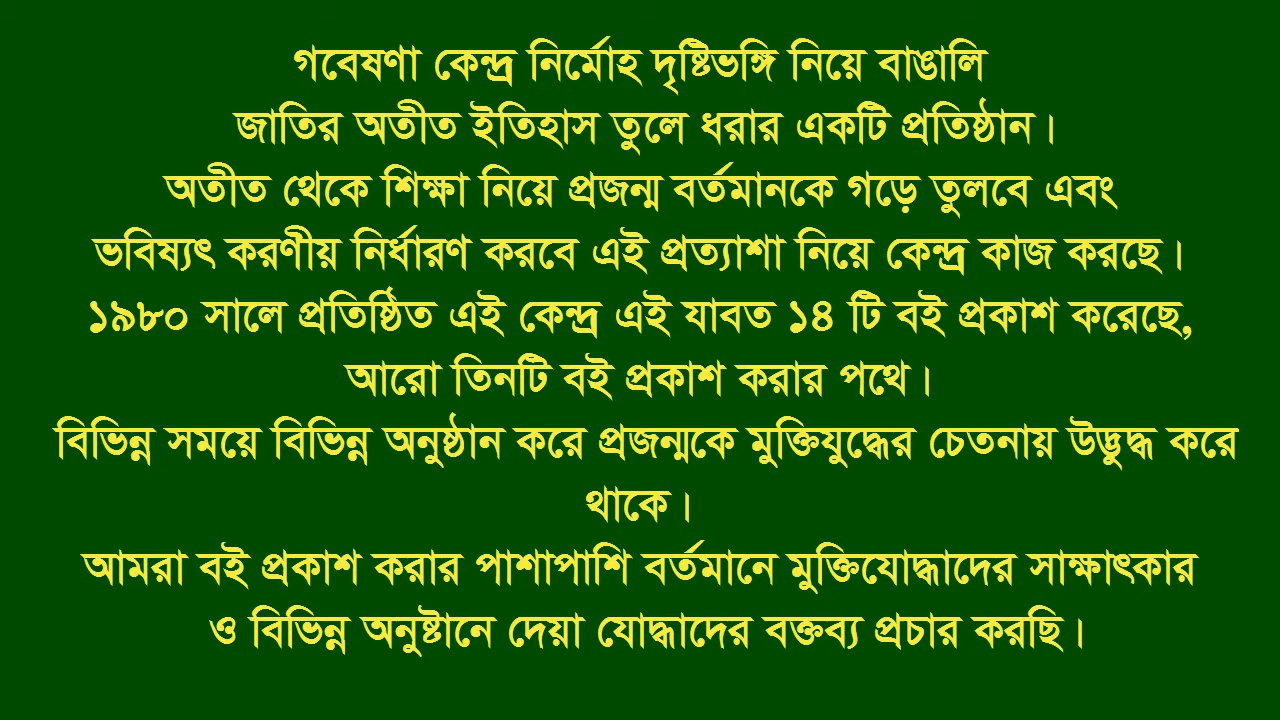 গবেষণা কেন্দ্র নির্মোহ দৃষ্টিভঙ্গি নিয়ে বাঙালি
জাতির অতীত ইতিহাস তুলে ধরার একটি প্রতিষ্ঠান।
অতীত থেকে শিক্ষা নিয়ে প্রজন্ম বর্তমানকে গড়ে তুলবে এবং
ভবিষ্যৎ করণীয় নির্ধারণ করবে এই প্রত্যাশা নিয়ে কেন্দ্র কাজ করছে।
১৯৮০ সালে প্রতিষ্ঠিত এই কেন্দ্র এই যাবত ১৪ টি বই প্রকাশ করেছে,
আরো তিনটি বই প্রকাশ করার পথে।
বিভিন্ন সময়ে বিভিন্ন অনুষ্ঠান করে প্রজন্মকে মুক্তিযুদ্ধের চেতনায় উদ্ভুদ্ধ করে
থাকে।
আমরা বই প্রকাশ করার পাশাপাশি বর্তমানে মুক্তিযোদ্ধাদের সাক্ষাৎকার
ও বিভিন্ন অনুষ্টানে দেয়া যোদ্ধাদের বক্তব্য প্রচার করছি।